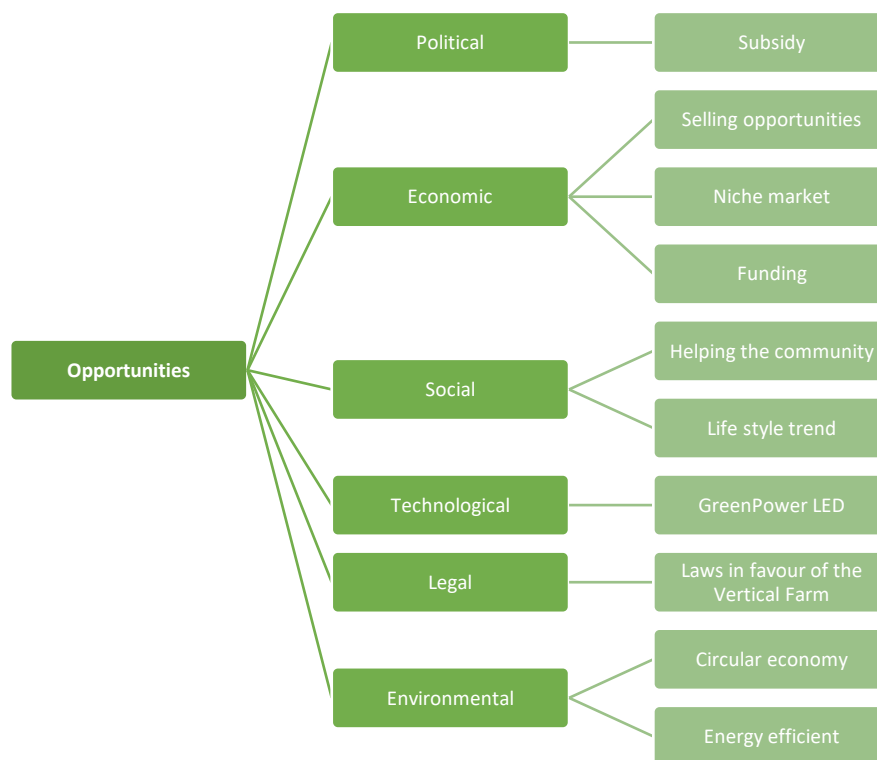 Political
Subsidy
Selling opportunities
Economic
Niche market
Funding
Opportunities
Helping the community
Social
Life style trend
Technological
GreenPower LED
Legal
Laws in favour of the
Vertical Farm
Circular economy
Environmental
Energy efficient